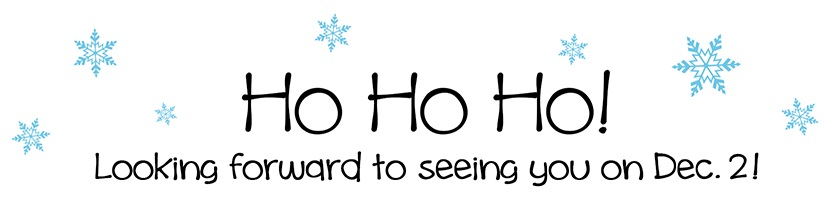 Ho Ho Ho!
Looking forward to seeing you on Dec. 2!